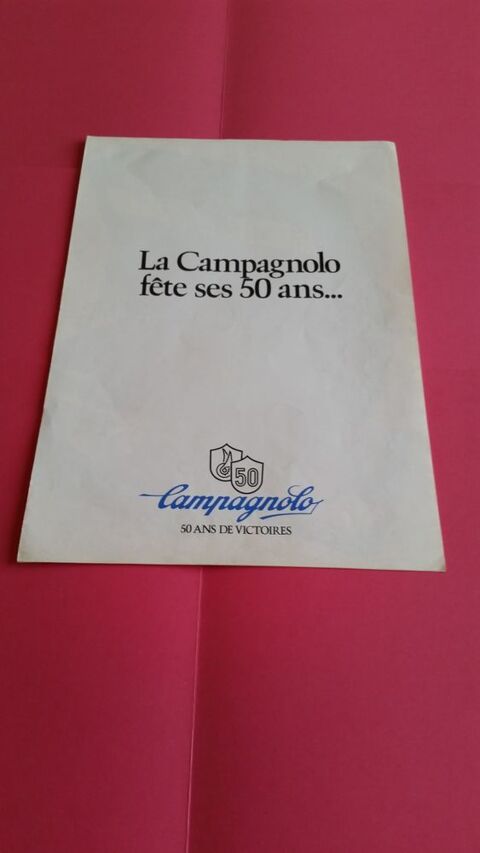 La Campagnolo
fête ses 50 ans...
50
Campagnolo
50 ANS DE VICTOIRES